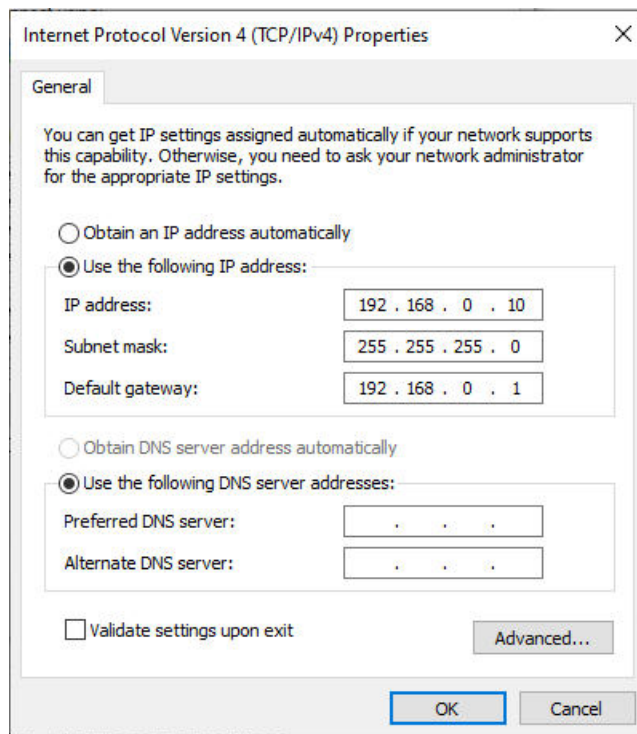 Internet Protocol Version 4 (TCP/IPv4) Properties
General
You can get IP settings assigned automatically if your network supports
this capability. Otherwise, you need to ask your network administrator
for the appropriate IP settings.
Obtain an IP address automatically
Use the following IP address:
IP address: 192 . 168 . 0 . 10
Subnet mask: 255 . 255 . 255 . 0
Default gateway: 192 . 168 . 0 . 1
Obtain DNS server address automatically
Use the following DNS server addresses:
Preferred DNS server: . . .
Alternate DNS server: . . .
Validate settings upon exit
Advanced...
OK Cancel